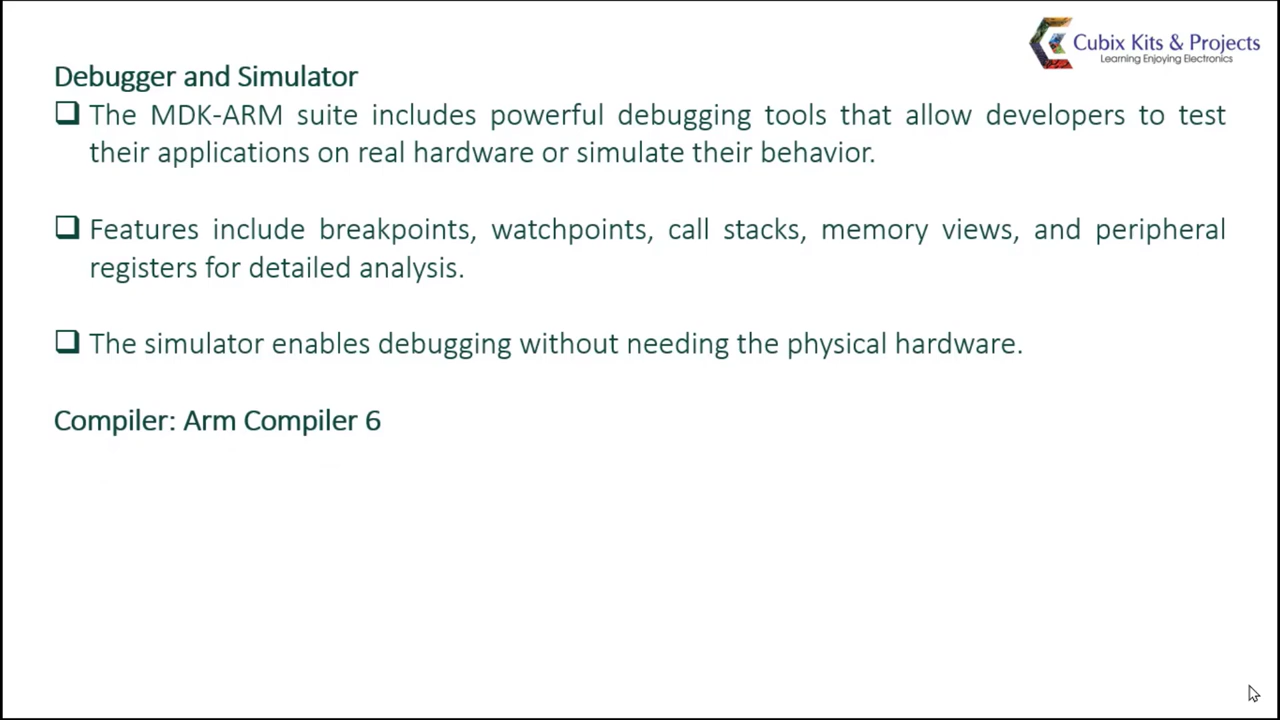 Cubix Kits & Projects
Learning Enjoying Electronics
Debugger and Simulator
❑ The MDK-ARM suite includes powerful debugging tools that allow developers to test
their applications on real hardware or simulate their behavior.
❑ Features include breakpoints, watchpoints, call stacks, memory views, and peripheral
registers for detailed analysis.
❑ The simulator enables debugging without needing the physical hardware.
Compiler: Arm Compiler 6